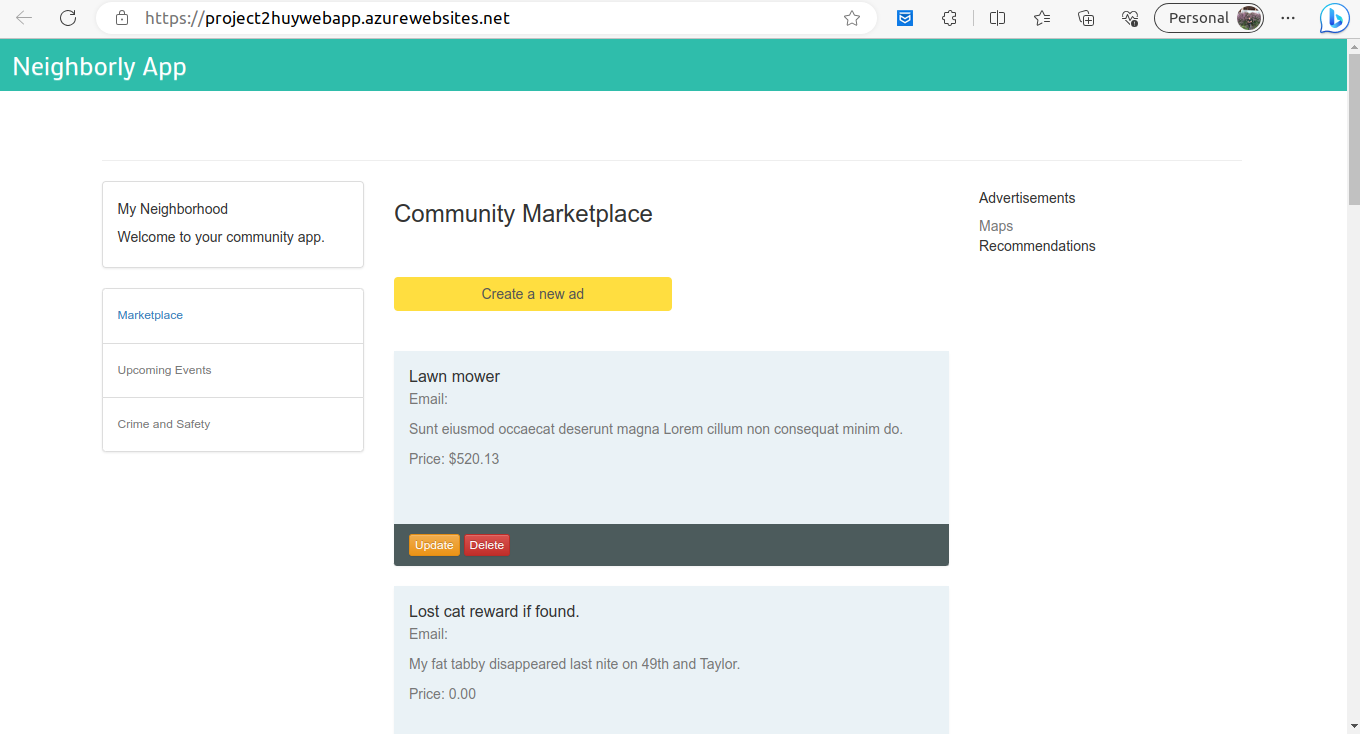 https://project2huywebapp.azurewebsites.net
Personal
Neighborly App
My Neighborhood
Welcome to your community app.
Marketplace
Upcoming Events
Crime and Safety
Community Marketplace
Create a new ad
Lawn mower
Email:
Sunt eiusmod occaecat deserunt magna Lorem cillum non consequat minim do.
Price: $520.13
Update Delete
Lost cat reward if found.
Email:
My fat tabby disappeared last nite on 49th and Taylor.
Price: 0.00
Advertisements
Maps
Recommendations